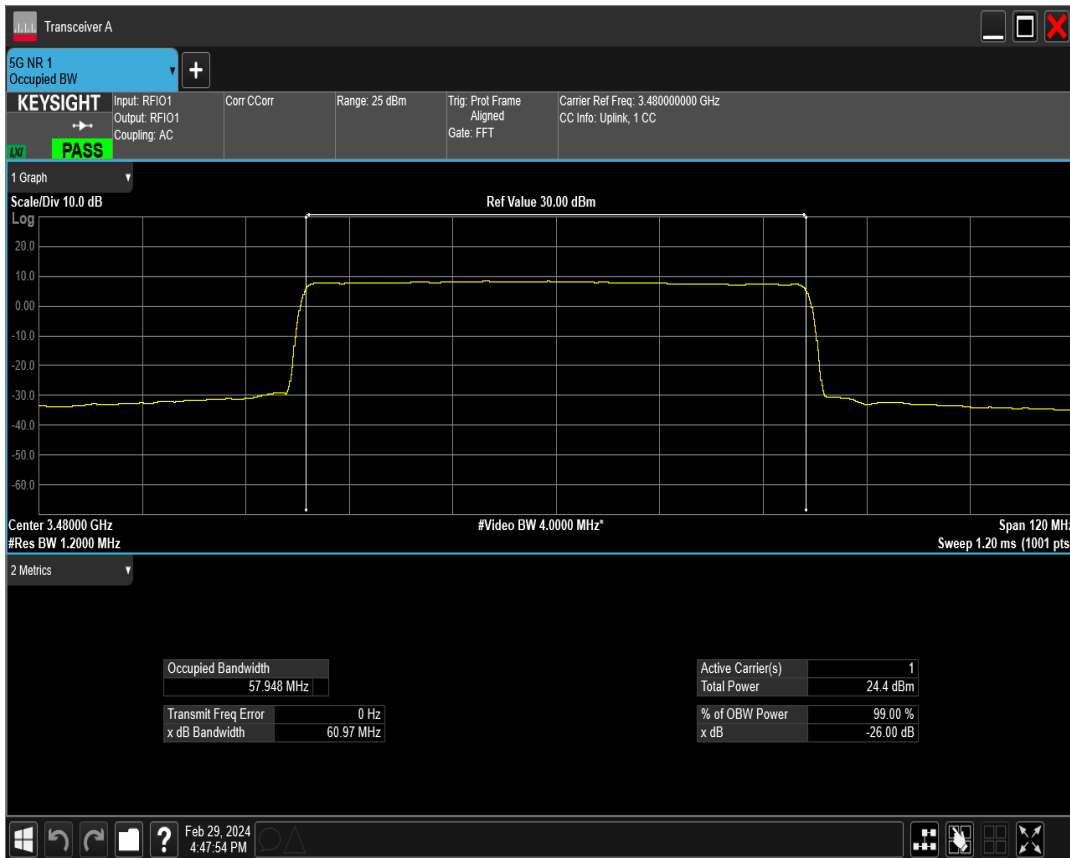 Transceiver A
5G NR 1
Occupied BW
KEYSIGHT
LXI
PASS
Input: RFIO1
Output: RFIO1
Coupling: AC
Corr CCorr
Range: 25 dBm
Trig: Prot Frame
Aligned
Gate: FFT
Carrier Ref Freq: 3.480000000 GHz
CC Info: Uplink, 1 CC
1 Graph
Scale/Div 10.0 dB
Ref Value 30.00 dBm
Log
20.0
10.0
0.00
-10.0
-20.0
-30.0
-40.0
-50.0
-60.0
Center 3.48000 GHz
#Video BW 4.0000 MHz*
Span 120 MHz
#Res BW 1.2000 MHz
Sweep 1.20 ms (1001 pts
2 Metrics
Occupied Bandwidth
57.948 MHz
Transmit Freq Error 0 Hz
x dB Bandwidth 60.97 MHz
Active Carrier(s) 1
Total Power 24.4 dBm
% of OBW Power 99.00 %
x dB -26.00 dB
Feb 29, 2024
4:47:54 PM